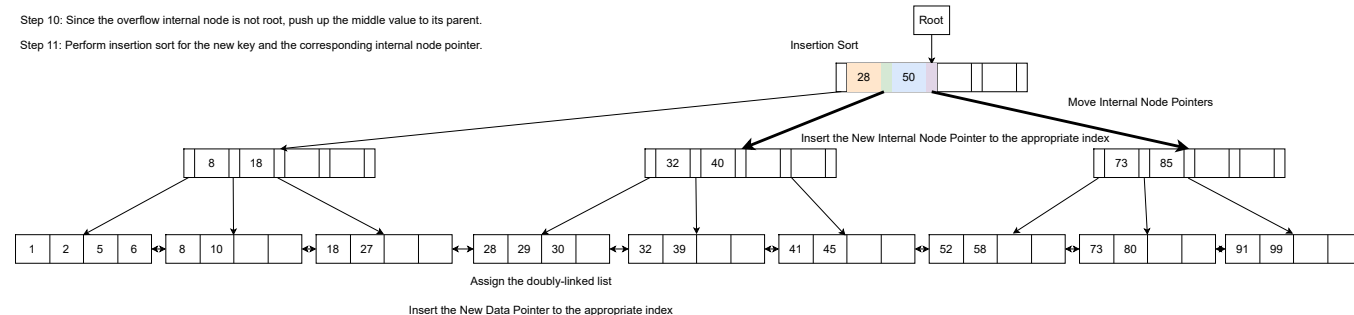 Step 10: Since the overflow internal node is not root, push up the middle value to its parent.
Root
Step 11: Perform insertion sort for the new key and the corresponding internal node pointer.
Insertion Sort
28 50
Move Internal Node Pointers
Insert the New Internal Node Pointer to the appropriate index
8 18
32 40
73 85
1 2 5 6
8 10
18 27
28 29 30
32 39
41 45
52 58
73 80
91 99
Assign the doubly-linked list
Insert the New Data Pointer to the appropriate index